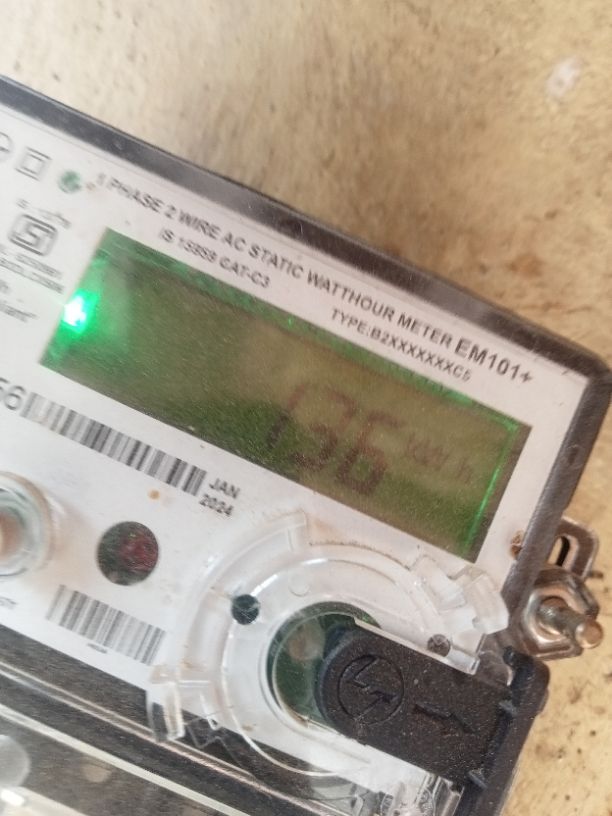 1 PHASE 2 WIRE AC STATIC WATTHOUR METER EM101+
IS 15959 CAT-C3
TYPE:B2XXXXXXXC5
136 kWh
56
JAN
2024